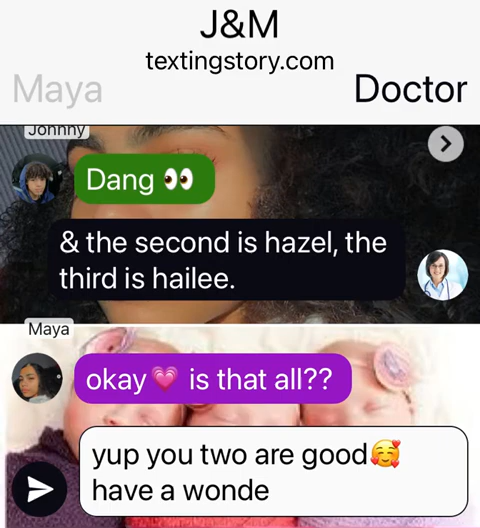 J&M
textingstory.com
Maya
Doctor
Johnny
Dang 👀
& the second is hazel, the
third is hailee.
Maya
okay💗 is that all??
yup you two are good🥰
have a wonde